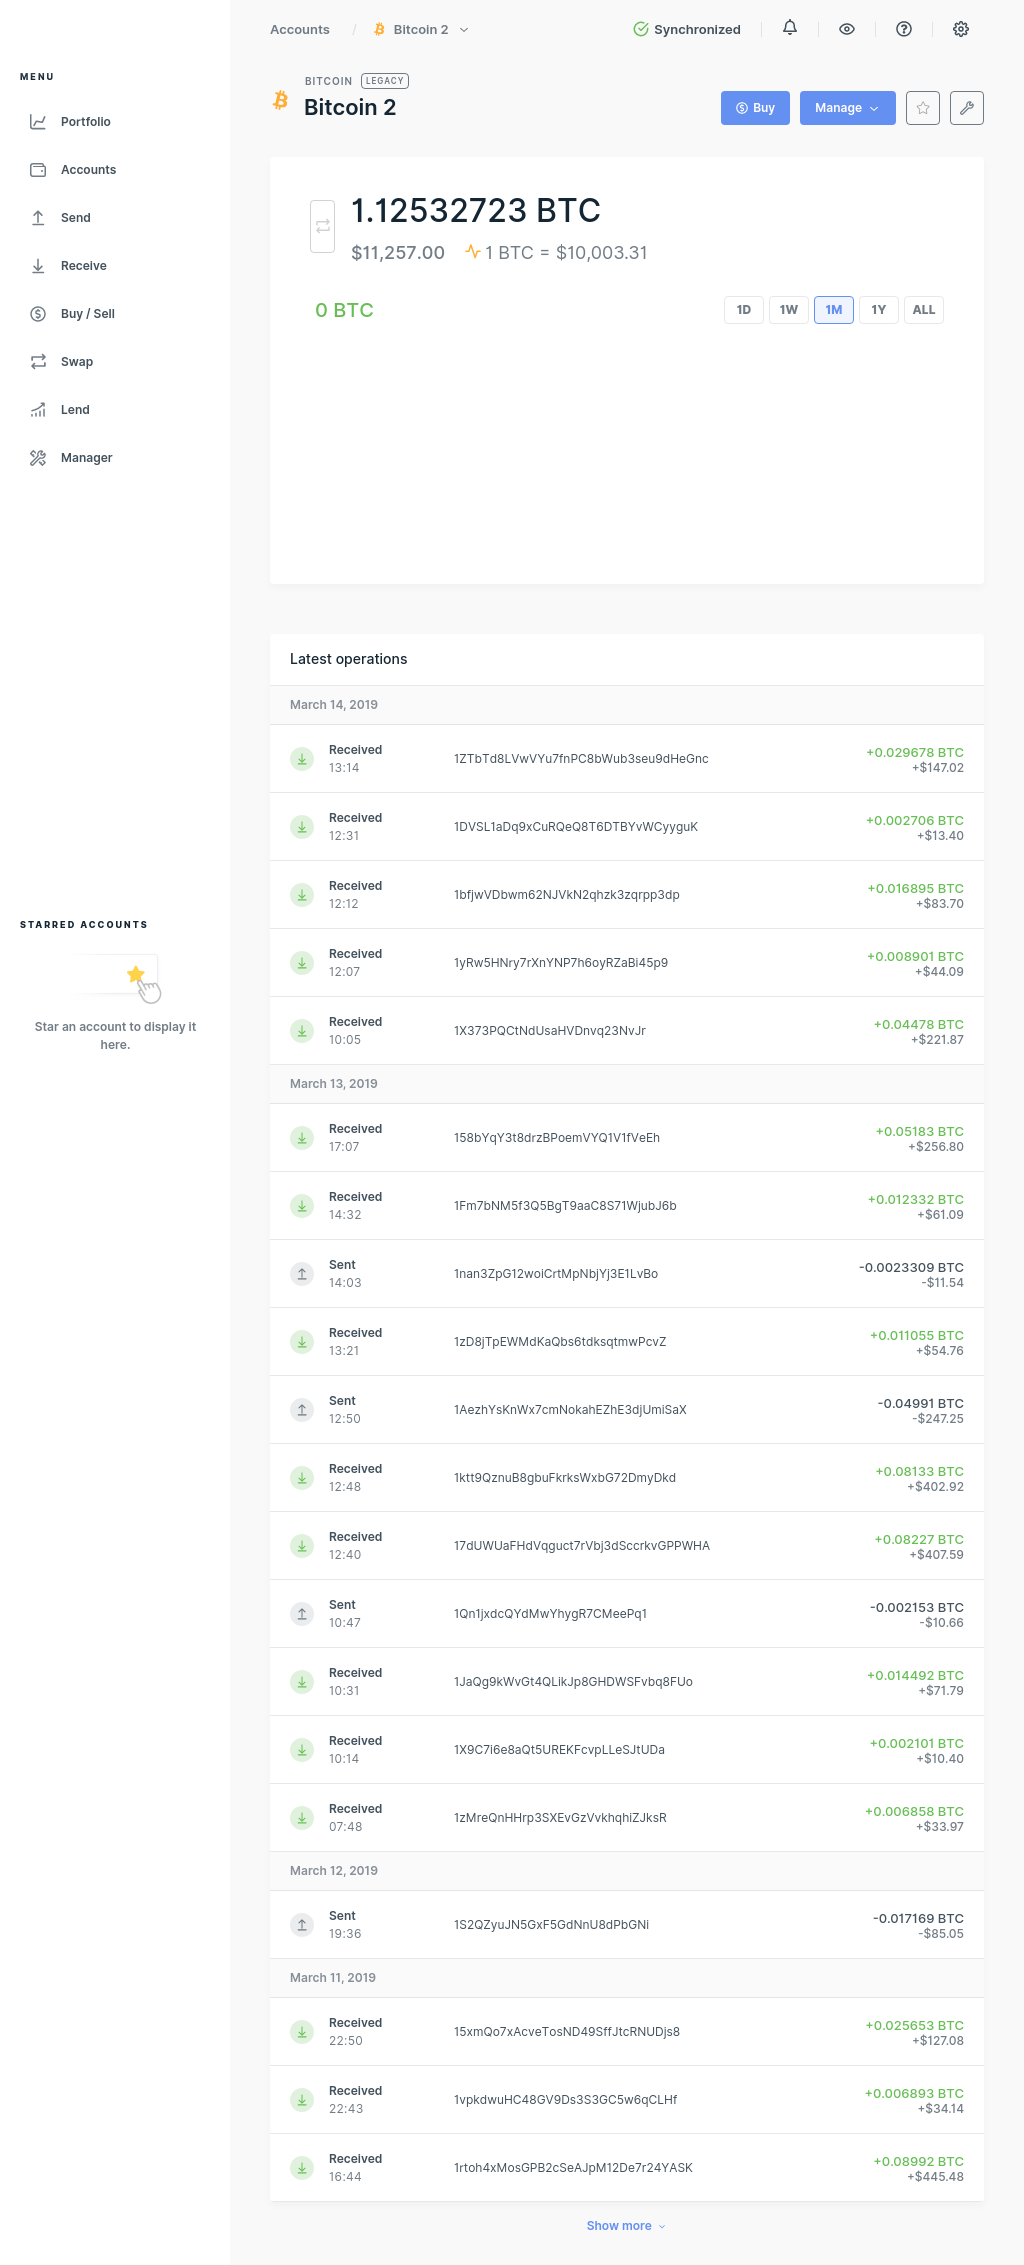 Accounts / Bitcoin 2
Synchronized
MENU
Portfolio
Accounts
Send
Receive
Buy / Sell
Swap
Lend
Manager
STARRED ACCOUNTS
Star an account to display it
here.
BITCOIN LEGACY
Bitcoin 2
Buy
Manage
1.12532723 BTC
$11,257.00 1 BTC = $10,003.31
0 BTC
1D 1W 1M 1Y ALL
Latest operations
March 14, 2019
Received 13:14 1ZTbTd8LVwVYu7fnPC8bWub3seu9dHeGnc +0.029678 BTC +$147.02
Received 12:31 1DVSL1aDq9xCuRQeQ8T6DTBYvWCyyguK +0.002706 BTC +$13.40
Received 12:12 1bfjwVDbwm62NJVkN2qhzk3zqrpp3dp +0.016895 BTC +$83.70
Received 12:07 1yRw5HNry7rXnYNP7h6oyRZaBi45p9 +0.008901 BTC +$44.09
Received 10:05 1X373PQCtNdUsaHVDnvq23NvJr +0.04478 BTC +$221.87
March 13, 2019
Received 17:07 158bYqY3t8drzBPoemVYQ1V1fVeEh +0.05183 BTC +$256.80
Received 14:32 1Fm7bNM5f3Q5BgT9aaC8S71WjubJ6b +0.012332 BTC +$61.09
Sent 14:03 1nan3ZpG12woiCrtMpNbjYj3E1LvBo -0.0023309 BTC -$11.54
Received 13:21 1zD8jTpEWMdKaQbs6tdksqtmwPcvZ +0.011055 BTC +$54.76
Sent 12:50 1AezhYsKnWx7cmNokahEZhE3djUmiSaX -0.04991 BTC -$247.25
Received 12:48 1ktt9QznuB8gbuFkrksWxbG72DmyDkd +0.08133 BTC +$402.92
Received 12:40 17dUWUaFHdVqguct7rVbj3dSccrkvGPPWHA +0.08227 BTC +$407.59
Sent 10:47 1Qn1jxdcQYdMwYhygR7CMeePq1 -0.002153 BTC -$10.66
Received 10:31 1JaQg9kWvGt4QLikJp8GHDWSFvbq8FUo +0.014492 BTC +$71.79
Received 10:14 1X9C7i6e8aQt5UREKFcvpLLeSJtUDa +0.002101 BTC +$10.40
Received 07:48 1zMreQnHHrp3SXEvGzVvkhqhiZJksR +0.006858 BTC +$33.97
March 12, 2019
Sent 19:36 1S2QZyuJN5GxF5GdNnU8dPbGNi -0.017169 BTC -$85.05
March 11, 2019
Received 22:50 15xmQo7xAcveTosND49SffJtcRNUDjs8 +0.025653 BTC +$127.08
Received 22:43 1vpkdwuHC48GV9Ds3S3GC5w6qCLHf +0.006893 BTC +$34.14
Received 16:44 1rtoh4xMosGPB2cSeAJpM12De7r24YASK +0.08992 BTC +$445.48
Show more